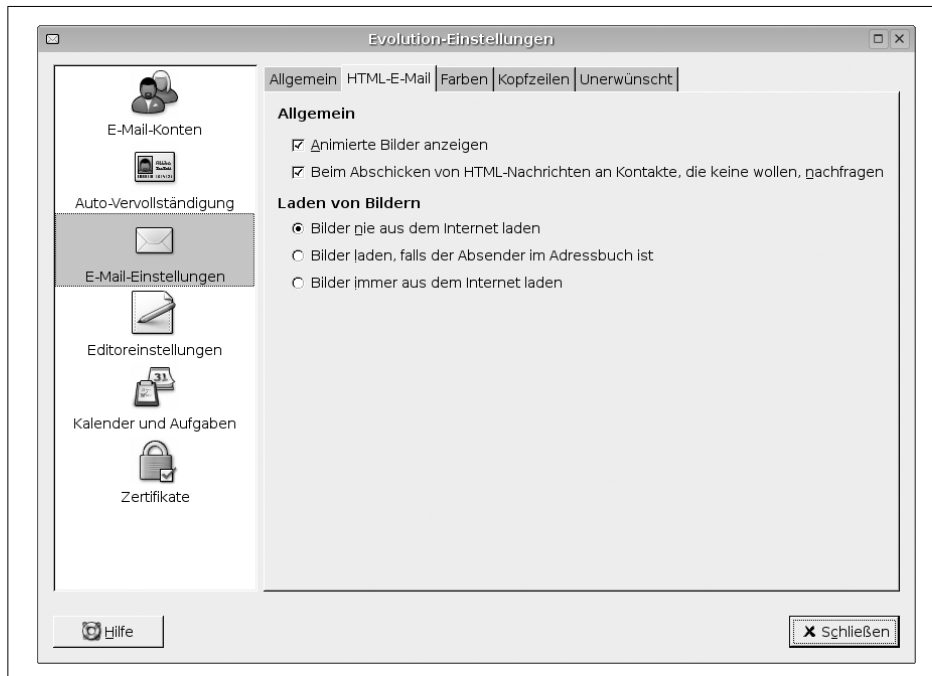 Evolution-Einstellungen
E-Mail-Konten
Auto-Vervollständigung
E-Mail-Einstellungen
Editoreinstellungen
31
Kalender und Aufgaben
Zertifikate
Allgemein HTML-E-Mail Farben Kopfzeilen Unerwünscht
Allgemein
Animierte Bilder anzeigen
Beim Abschicken von HTML-Nachrichten an Kontakte, die keine wollen, nachfragen
Laden von Bildern
Bilder nie aus dem Internet laden
Bilder laden, falls der Absender im Adressbuch ist
Bilder immer aus dem Internet laden
Hilfe
Schließen